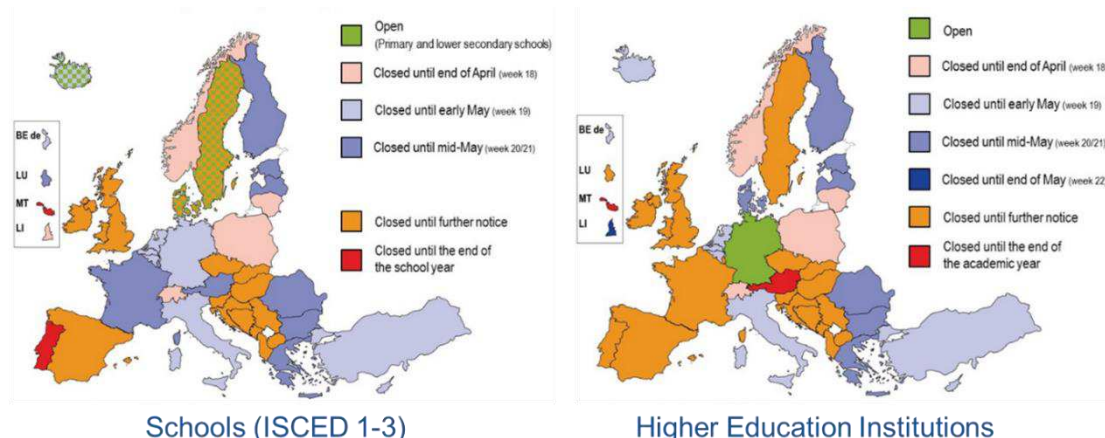 Open
(Primary and lower secondary schools)
Closed until end of April (week 18)
Closed until early May (week 19)
Closed until mid-May (week 20/21)
Closed until further notice
Closed until the end of
the school year
BE de
LU
MT
LI
Schools (ISCED 1-3)
Open
Closed until end of April (week 18
Closed until early May (week 19)
Closed until mid-May (week 20/21)
Closed until end of May (week 22)
Closed until further notice
Closed until the end of
the academic year
BE de
LU
MT
LI
Higher Education Institutions